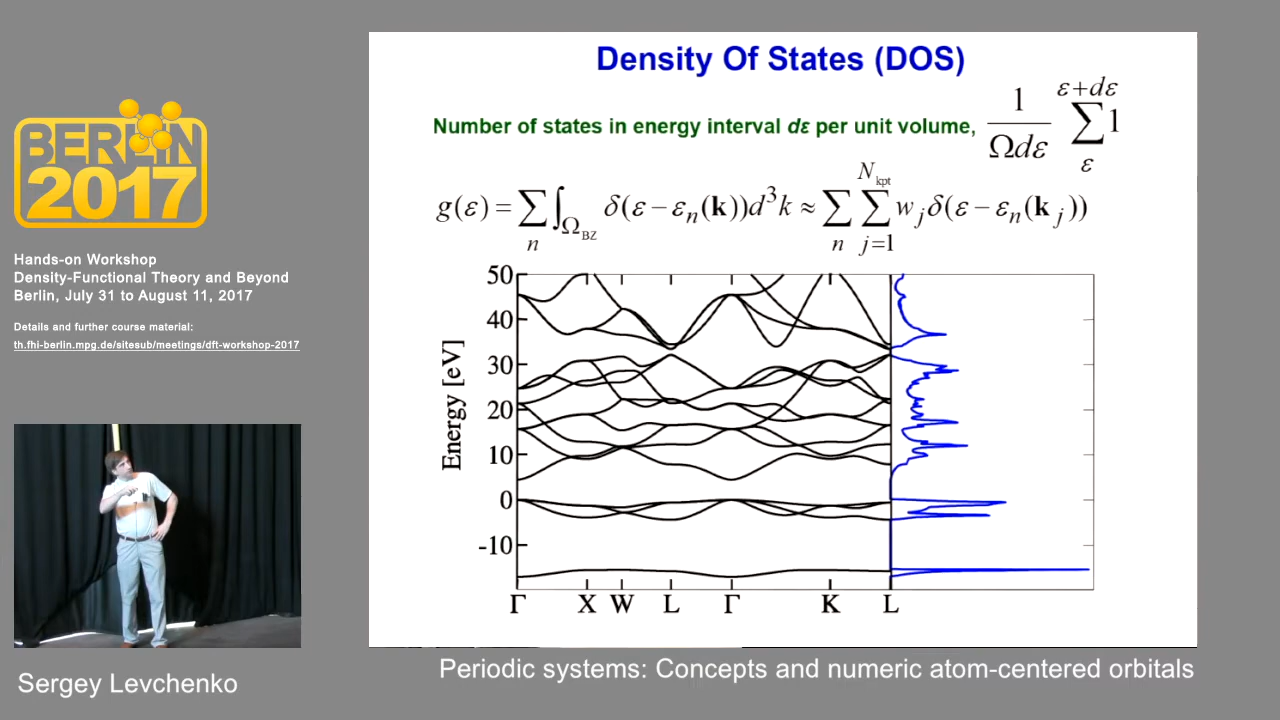 BERLIN
2017
Hands-on Workshop
Density-Functional Theory and Beyond
Berlin, July 31 to August 11, 2017
Details and further course material:
th.fhi-berlin.mpg.de/sitesub/meetings/dft-workshop-2017
Sergey Levchenko
Density Of States (DOS)
Number of states in energy interval dε per unit volume, 1/(Ωdε) ∑_ε^{ε+dε} 1
g(ε) = ∑_n ∫_{Ω_BZ} δ(ε − ε_n(k))d³k ≈ ∑_n ∑_{j=1}^{N_kpt} w_j δ(ε − ε_n(k_j))
Energy [eV]
50
40
30
20
10
0
-10
Γ X W L Γ K L
Periodic systems: Concepts and numeric atom-centered orbitals